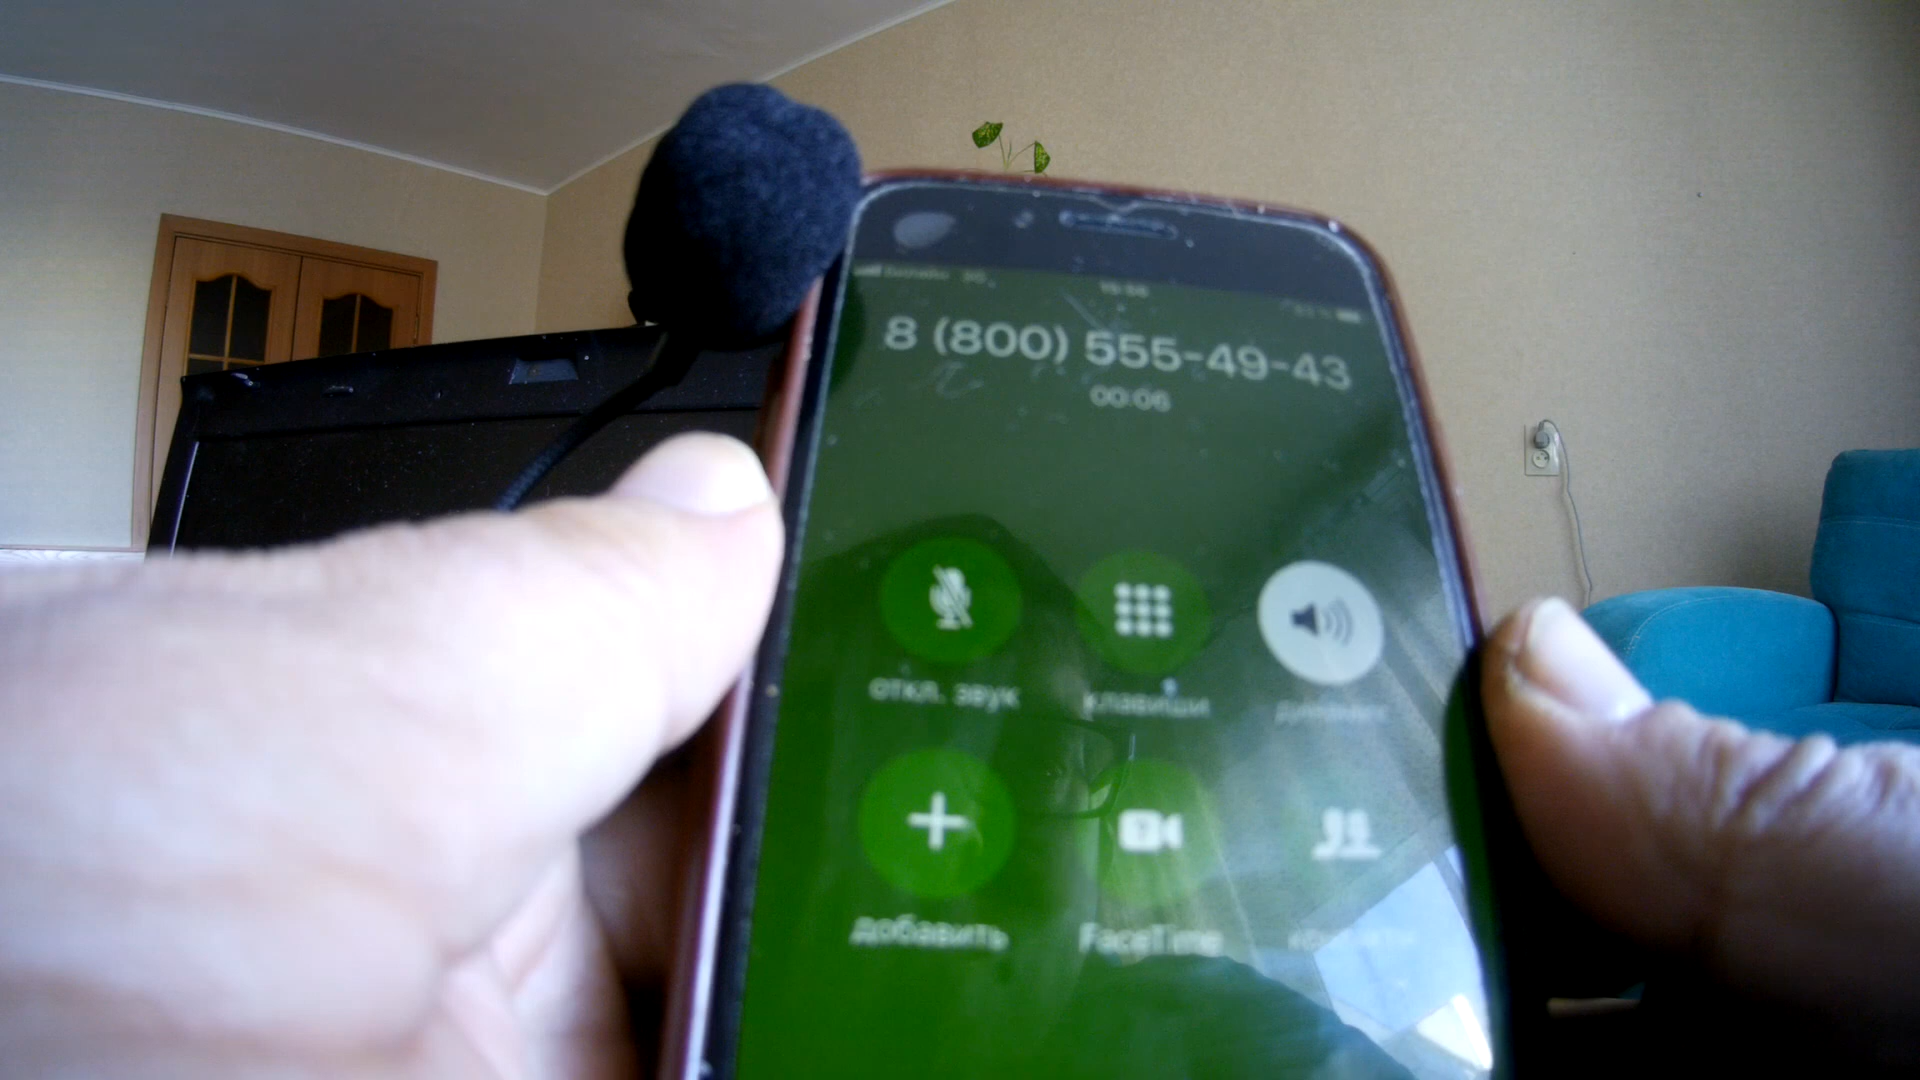 8 (800) 555-49-43
00:06
откл. звук
клавиши
добавить
FaceTime